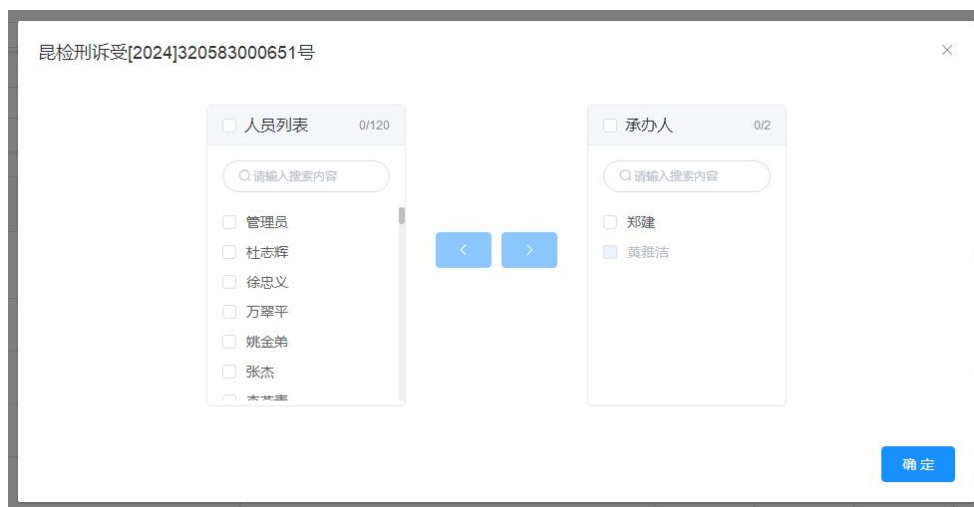 昆检刑诉受[2024]320583000651号
人员列表 0/120
请输入搜索内容
管理员
杜志辉
徐忠义
万翠平
姚金弟
张杰
承办人 0/2
请输入搜索内容
郑建
黄雅洁
确定